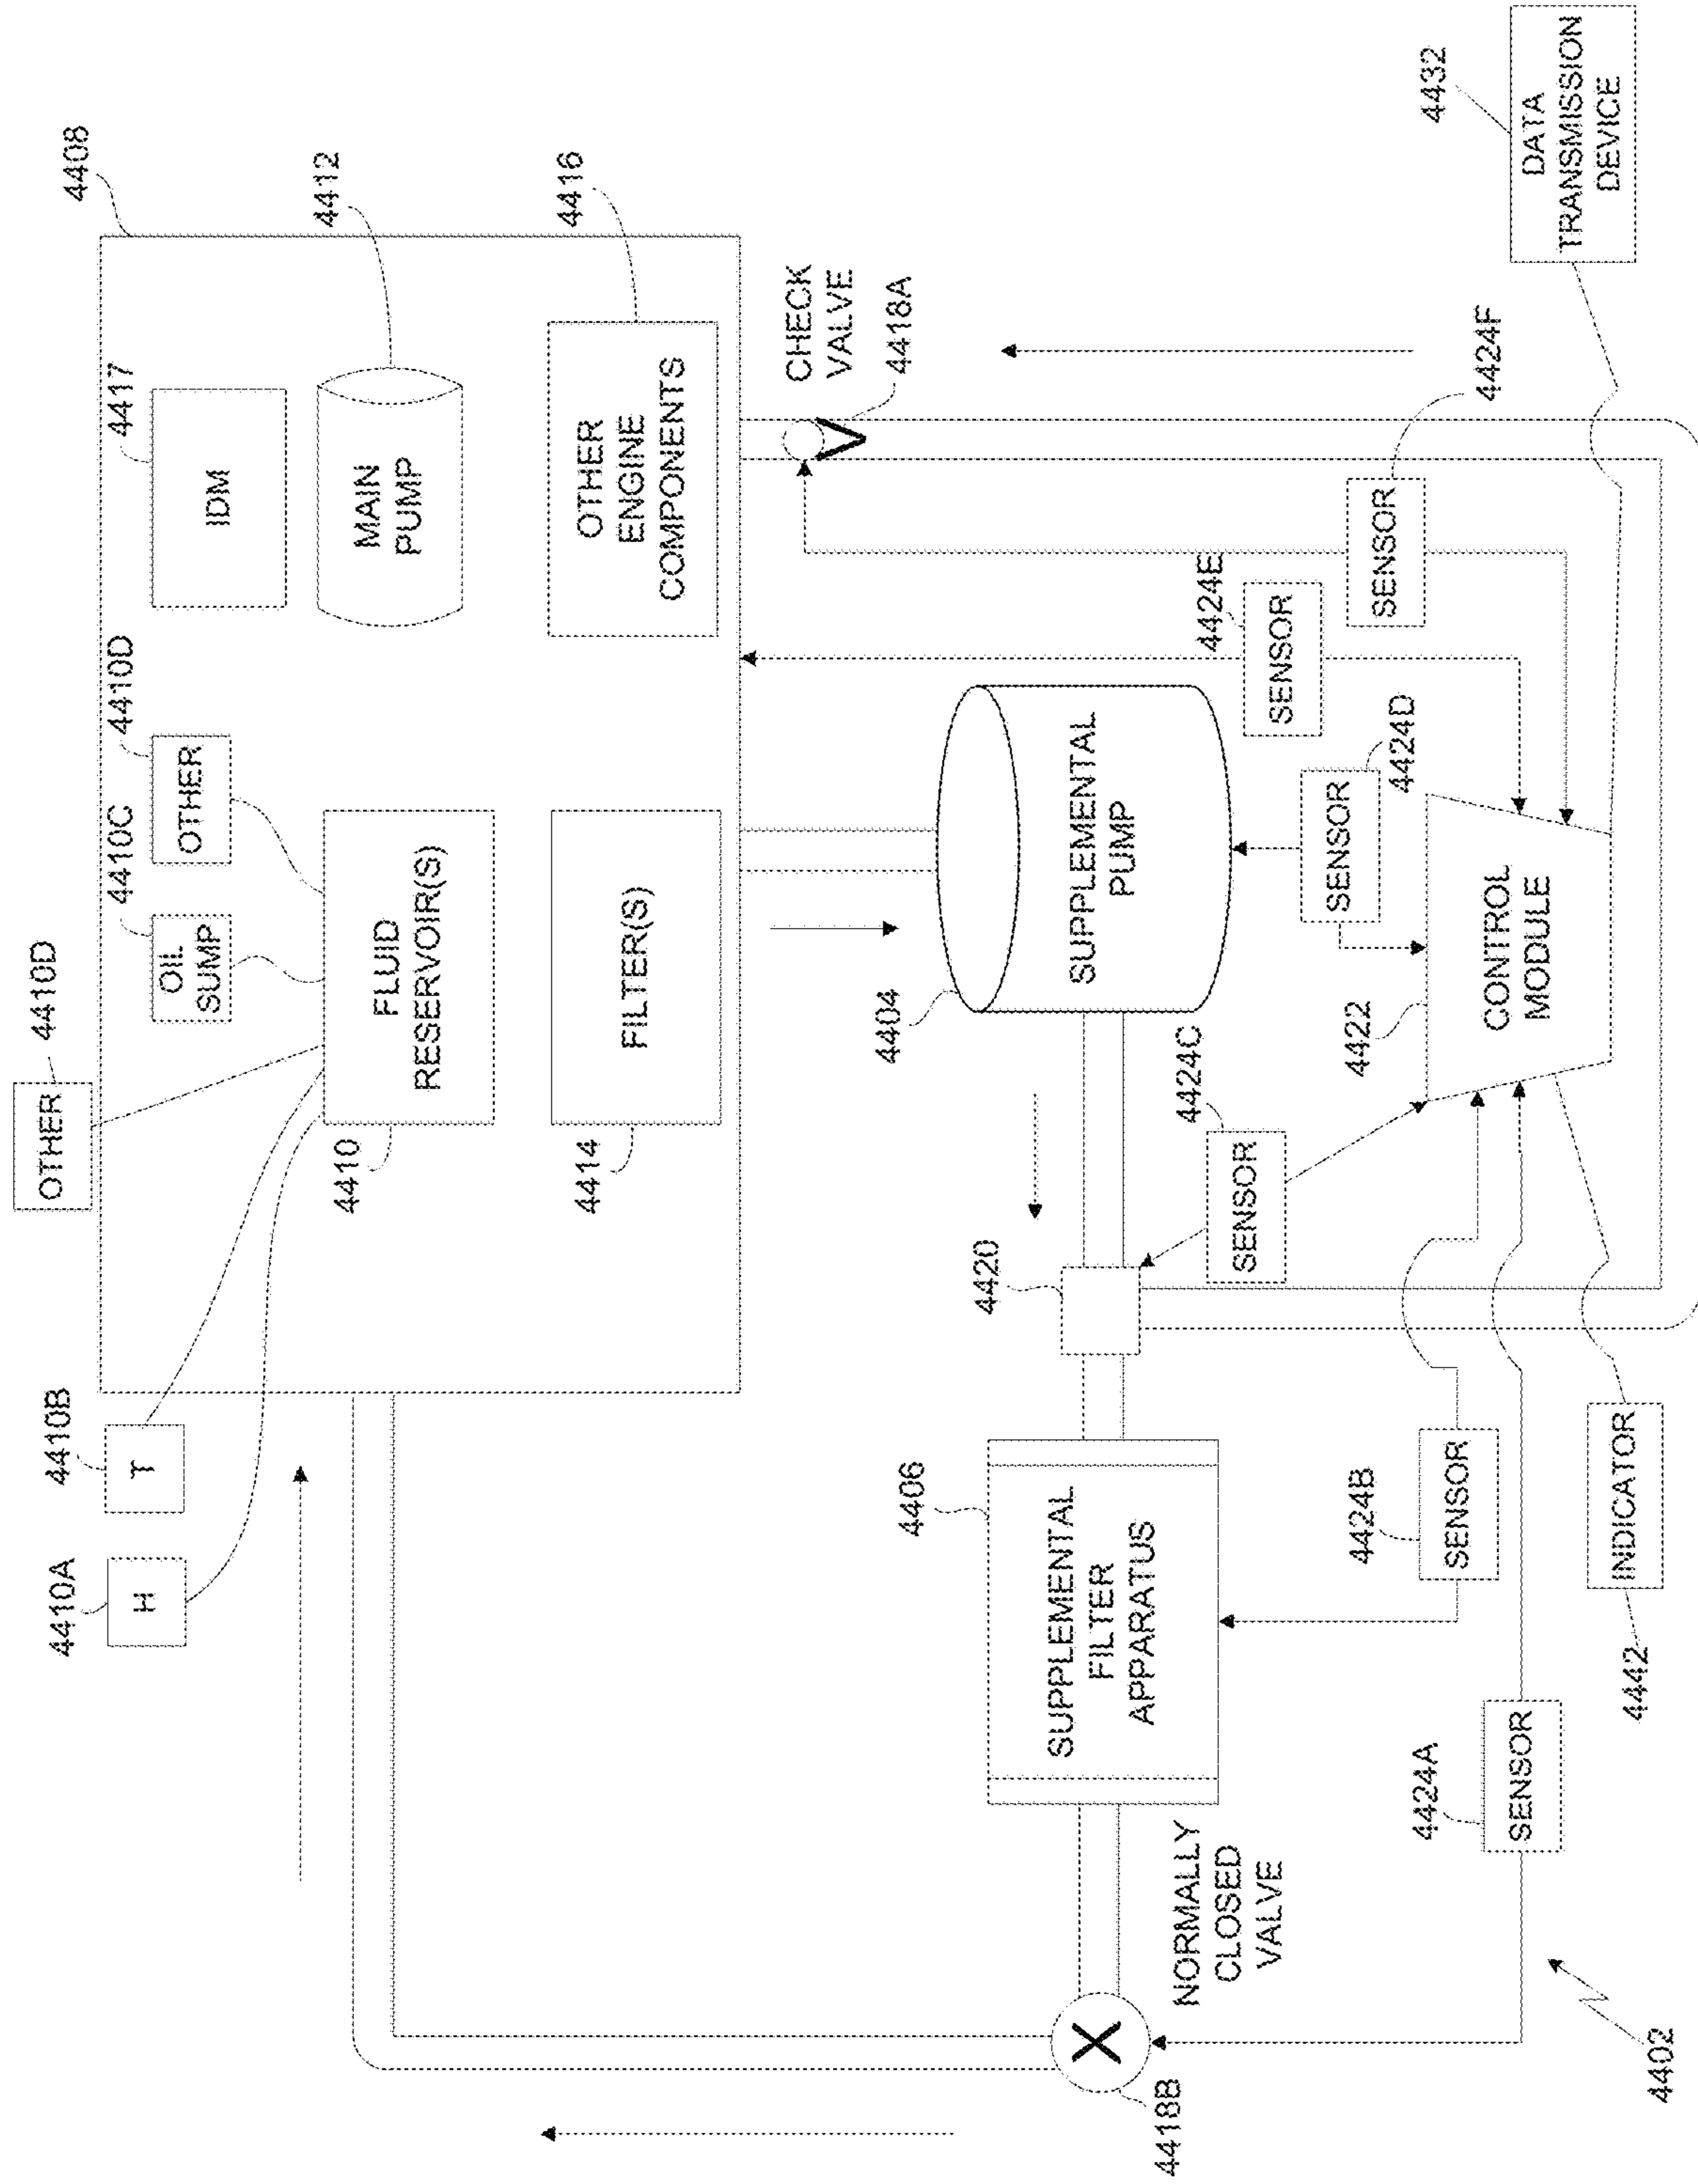 OTHER
4410D
4410A
H
4410B
T
4408
4410C
OIL
SUMP
4410D
OTHER
4417
IDM
4412
MAIN
PUMP
4410
FLUID
RESERVOIR(S)
4414
FILTER(S)
4416
OTHER
ENGINE
COMPONENTS
CHECK
VALVE
4418A
4406
SUPPLEMENTAL
FILTER
APPARATUS
4420
4404
SUPPLEMENTAL
PUMP
4418B
NORMALLY
CLOSED
VALVE
4424C
SENSOR
4424E
SENSOR
4424D
SENSOR
4424F
SENSOR
4424A
SENSOR
4424B
SENSOR
4422
CONTROL
MODULE
4432
DATA
TRANSMISSION
DEVICE
4442
INDICATOR
4402